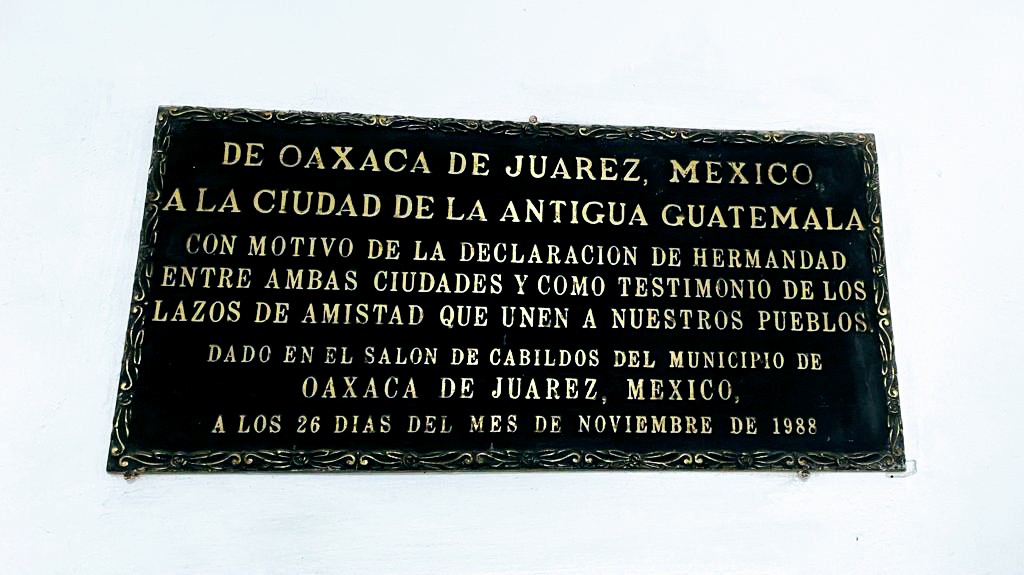 DE OAXACA DE JUAREZ, MEXICO
A LA CIUDAD DE LA ANTIGUA GUATEMALA
CON MOTIVO DE LA DECLARACION DE HERMANDAD
ENTRE AMBAS CIUDADES Y COMO TESTIMONIO DE LOS
LAZOS DE AMISTAD QUE UNEN A NUESTROS PUEBLOS.
DADO EN EL SALON DE CABILDOS DEL MUNICIPIO DE
OAXACA DE JUAREZ, MEXICO,
A LOS 26 DIAS DEL MES DE NOVIEMBRE DE 1988